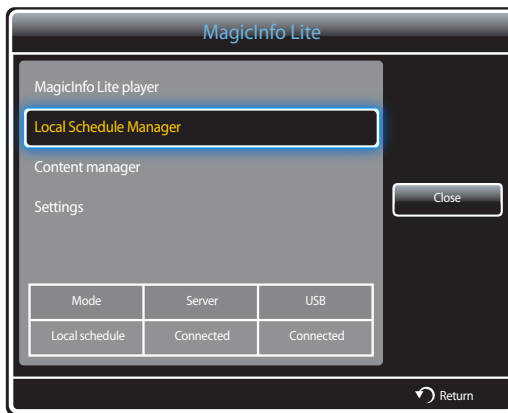 MagicInfo Lite
MagicInfo Lite player
Local Schedule Manager
Content manager
Settings
Close
Mode Server USB
Local schedule Connected Connected
Return